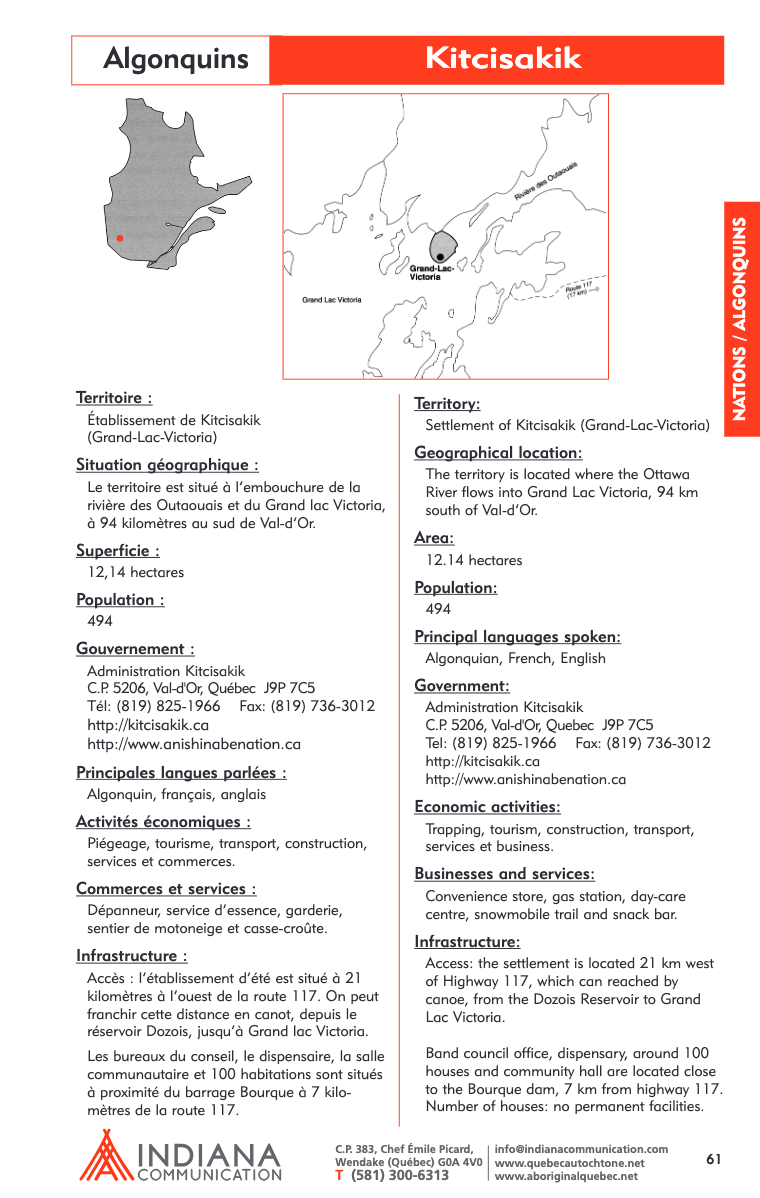 Algonquins
Kitcisakik
Rivière des Outaouais
Grand-Lac-
Victoria
Grand Lac Victoria
Route 117
(17 km)
NATIONS / ALGONQUINS
Territoire :
Établissement de Kitcisakik
(Grand-Lac-Victoria)
Situation géographique :
Le territoire est situé à l’embouchure de la
rivière des Outaouais et du Grand lac Victoria,
à 94 kilomètres au sud de Val-d’Or.
Superficie :
12,14 hectares
Population :
494
Gouvernement :
Administration Kitcisakik
C.P. 5206, Val-d'Or, Québec J9P 7C5
Tél: (819) 825-1966 Fax: (819) 736-3012
http://kitcisakik.ca
http://www.anishinabenation.ca
Principales langues parlées :
Algonquin, français, anglais
Activités économiques :
Piégeage, tourisme, transport, construction,
services et commerces.
Commerces et services :
Dépanneur, service d’essence, garderie,
sentier de motoneige et casse-croûte.
Infrastructure :
Accès : l’établissement d’été est situé à 21
kilomètres à l’ouest de la route 117. On peut
franchir cette distance en canot, depuis le
réservoir Dozois, jusqu’à Grand lac Victoria.
Les bureaux du conseil, le dispensaire, la salle
communautaire et 100 habitations sont situés
à proximité du barrage Bourque à 7 kilo-
mètres de la route 117.
Territory:
Settlement of Kitcisakik (Grand-Lac-Victoria)
Geographical location:
The territory is located where the Ottawa
River flows into Grand Lac Victoria, 94 km
south of Val-d’Or.
Area:
12.14 hectares
Population:
494
Principal languages spoken:
Algonquian, French, English
Government:
Administration Kitcisakik
C.P. 5206, Val-d'Or, Quebec J9P 7C5
Tel: (819) 825-1966 Fax: (819) 736-3012
http://kitcisakik.ca
http://www.anishinabenation.ca
Economic activities:
Trapping, tourism, construction, transport,
services et business.
Businesses and services:
Convenience store, gas station, day-care
centre, snowmobile trail and snack bar.
Infrastructure:
Access: the settlement is located 21 km west
of Highway 117, which can reached by
canoe, from the Dozois Reservoir to Grand
Lac Victoria.
Band council office, dispensary, around 100
houses and community hall are located close
to the Bourque dam, 7 km from highway 117.
Number of houses: no permanent facilities.
INDIANA
COMMUNICATION
C.P. 383, Chef Émile Picard,
Wendake (Québec) G0A 4V0
T (581) 300-6313
info@indianacommunication.com
www.quebecautochtone.net
www.aboriginalquebec.net
61